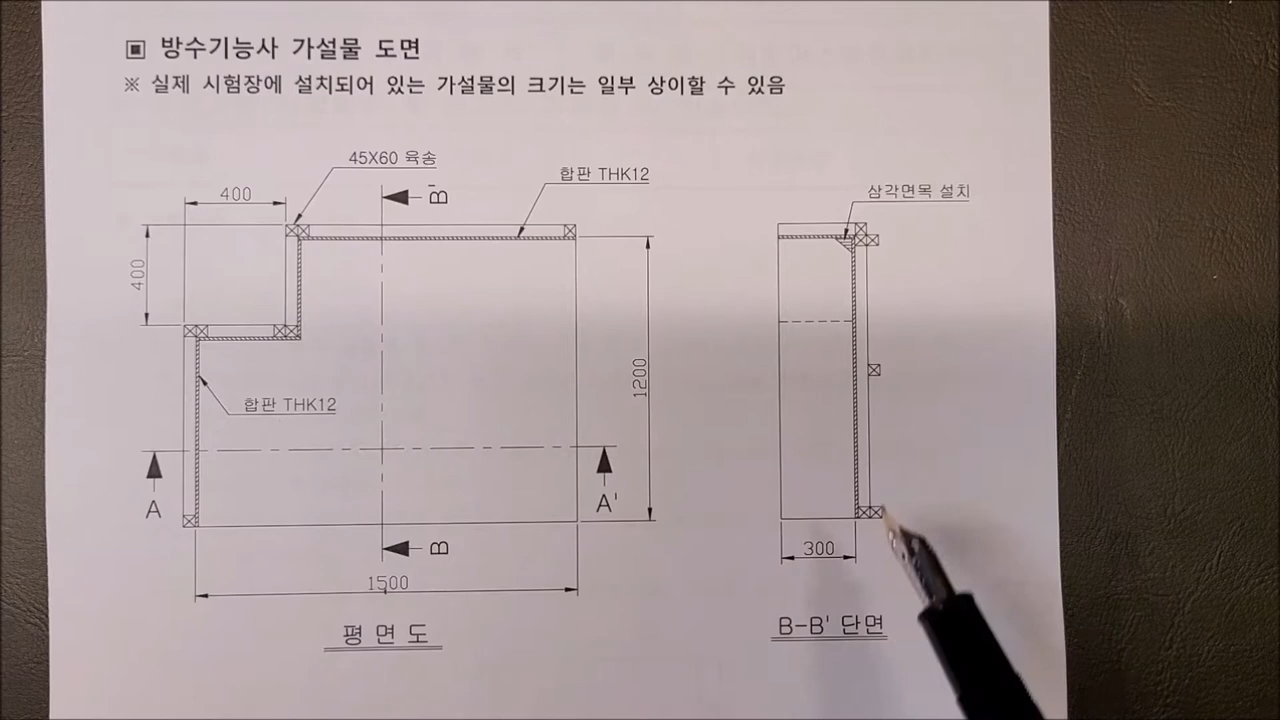 ▣ 방수기능사 가설물 도면
※ 실제 시험장에 설치되어 있는 가설물의 크기는 일부 상이할 수 있음
45X60 육송
합판 THK12
삼각면목 설치
400
B'
400
1200
합판 THK12
A
A'
B
300
1500
평 면 도
B-B' 단면